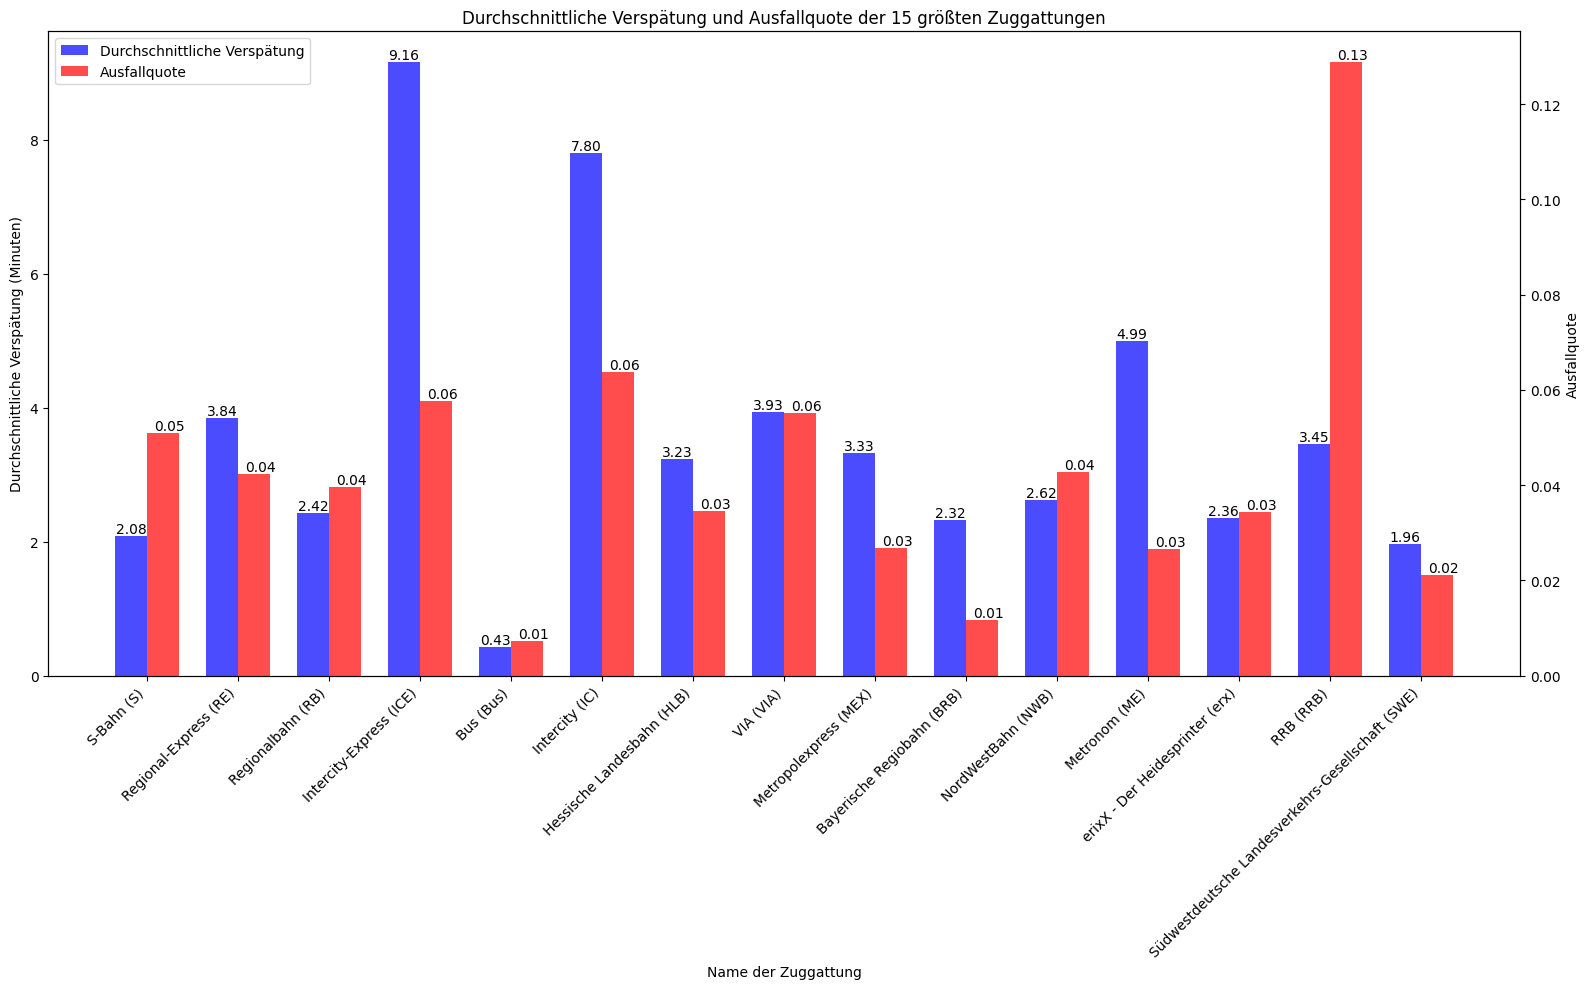 Durchschnittliche Verspätung und Ausfallquote der 15 größten Zuggattungen
Durchschnittliche Verspätung
Ausfallquote
Durchschnittliche Verspätung (Minuten)
8
6
4
2
0
2.08
0.05
3.84
0.04
2.42
0.04
9.16
0.06
0.43
0.01
7.80
0.06
3.23
0.03
3.93
0.06
3.33
0.03
2.32
0.01
2.62
0.04
4.99
0.03
2.36
0.03
3.45
0.13
1.96
0.02
0.12
0.10
0.08
0.06
0.04
0.02
0.00
Ausfallquote
S-Bahn (S)
Regional-Express (RE)
Regionalbahn (RB)
Intercity-Express (ICE)
Bus (Bus)
Intercity (IC)
Hessische Landesbahn (HLB)
VIA (VIA)
Metropolexpress (MEX)
Bayerische Regiobahn (BRB)
NordWestBahn (NWB)
Metronom (ME)
erixX - Der Heidesprinter (erx)
RRB (RRB)
Südwestdeutsche Landesverkehrs-Gesellschaft (SWE)
Name der Zuggattung